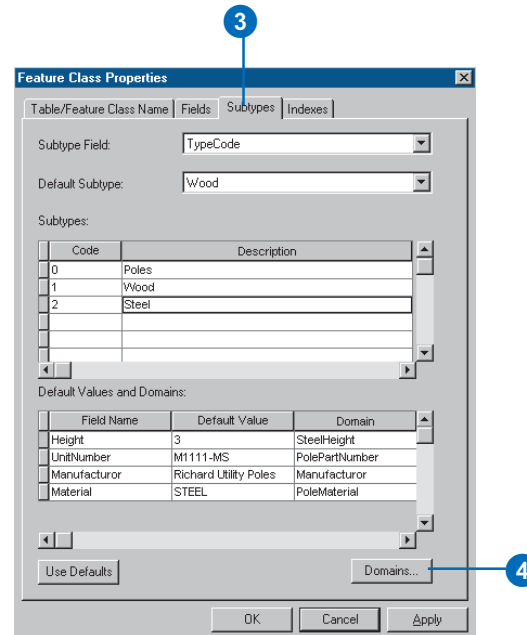 3
Feature Class Properties
Table/Feature Class Name Fields Subtypes Indexes
Subtype Field: TypeCode
Default Subtype: Wood
Subtypes:
Code Description
0 Poles
1 Wood
2 Steel
Default Values and Domains:
Field Name Default Value Domain
Height 3 SteelHeight
UnitNumber M1111-MS PolePartNumber
Manufacturor Richard Utility Poles Manufacturor
Material STEEL PoleMaterial
Use Defaults Domains... 4
OK Cancel Apply